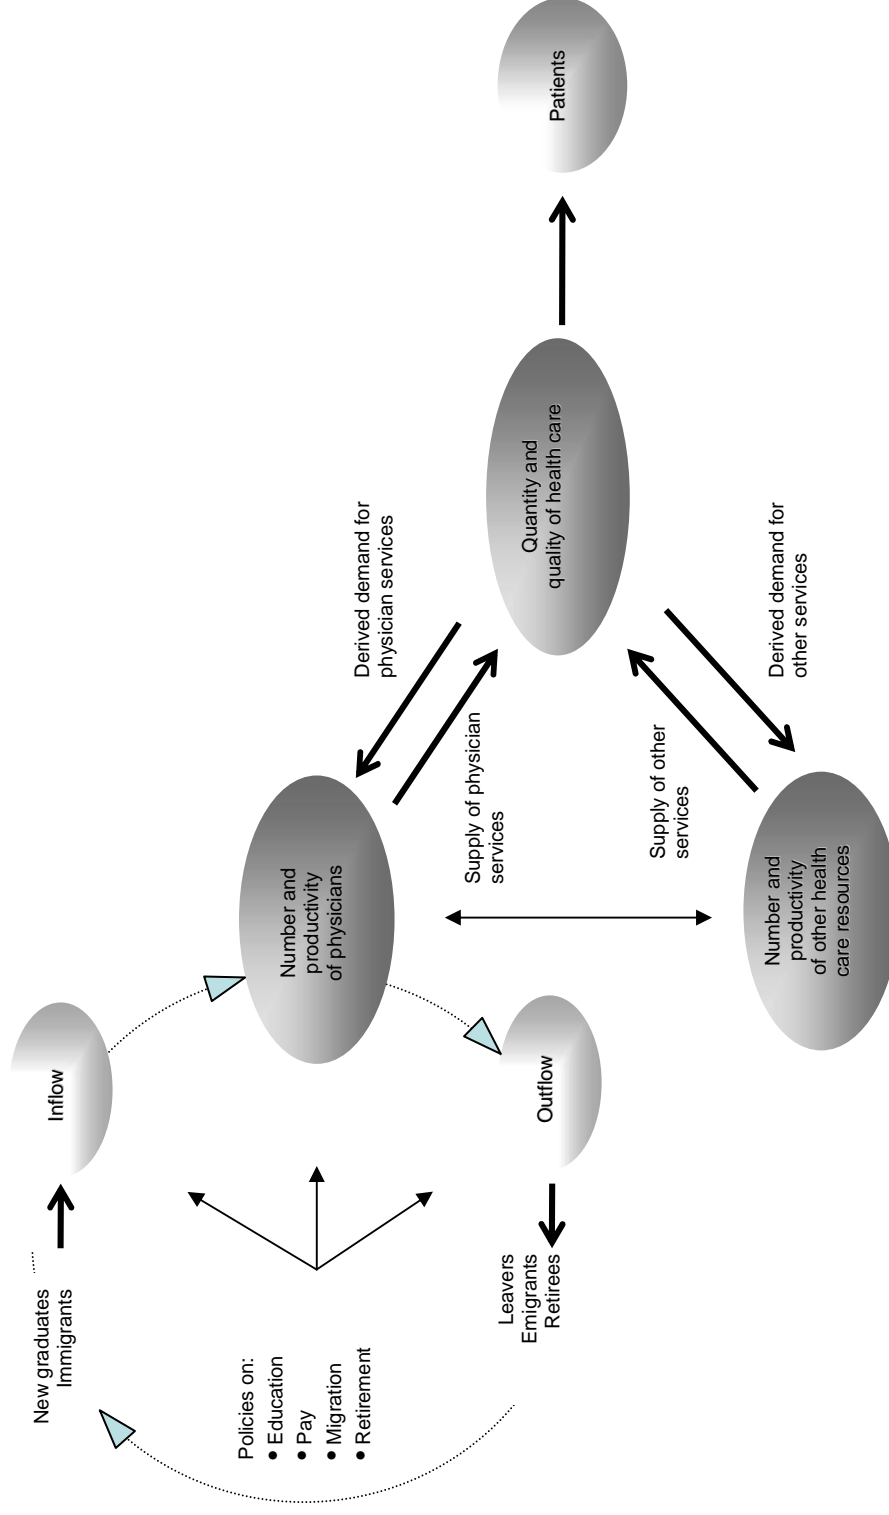 New graduates
Immigrants
Inflow
Policies on:
• Education
• Pay
• Migration
• Retirement
Number and
productivity
of physicians
Derived demand for
physician services
Supply of physician
services
Leavers
Emigrants
Retirees
Outflow
Quantity and
quality of health care
Patients
Supply of other
services
Derived demand for
other services
Number and
productivity
of other health
care resources